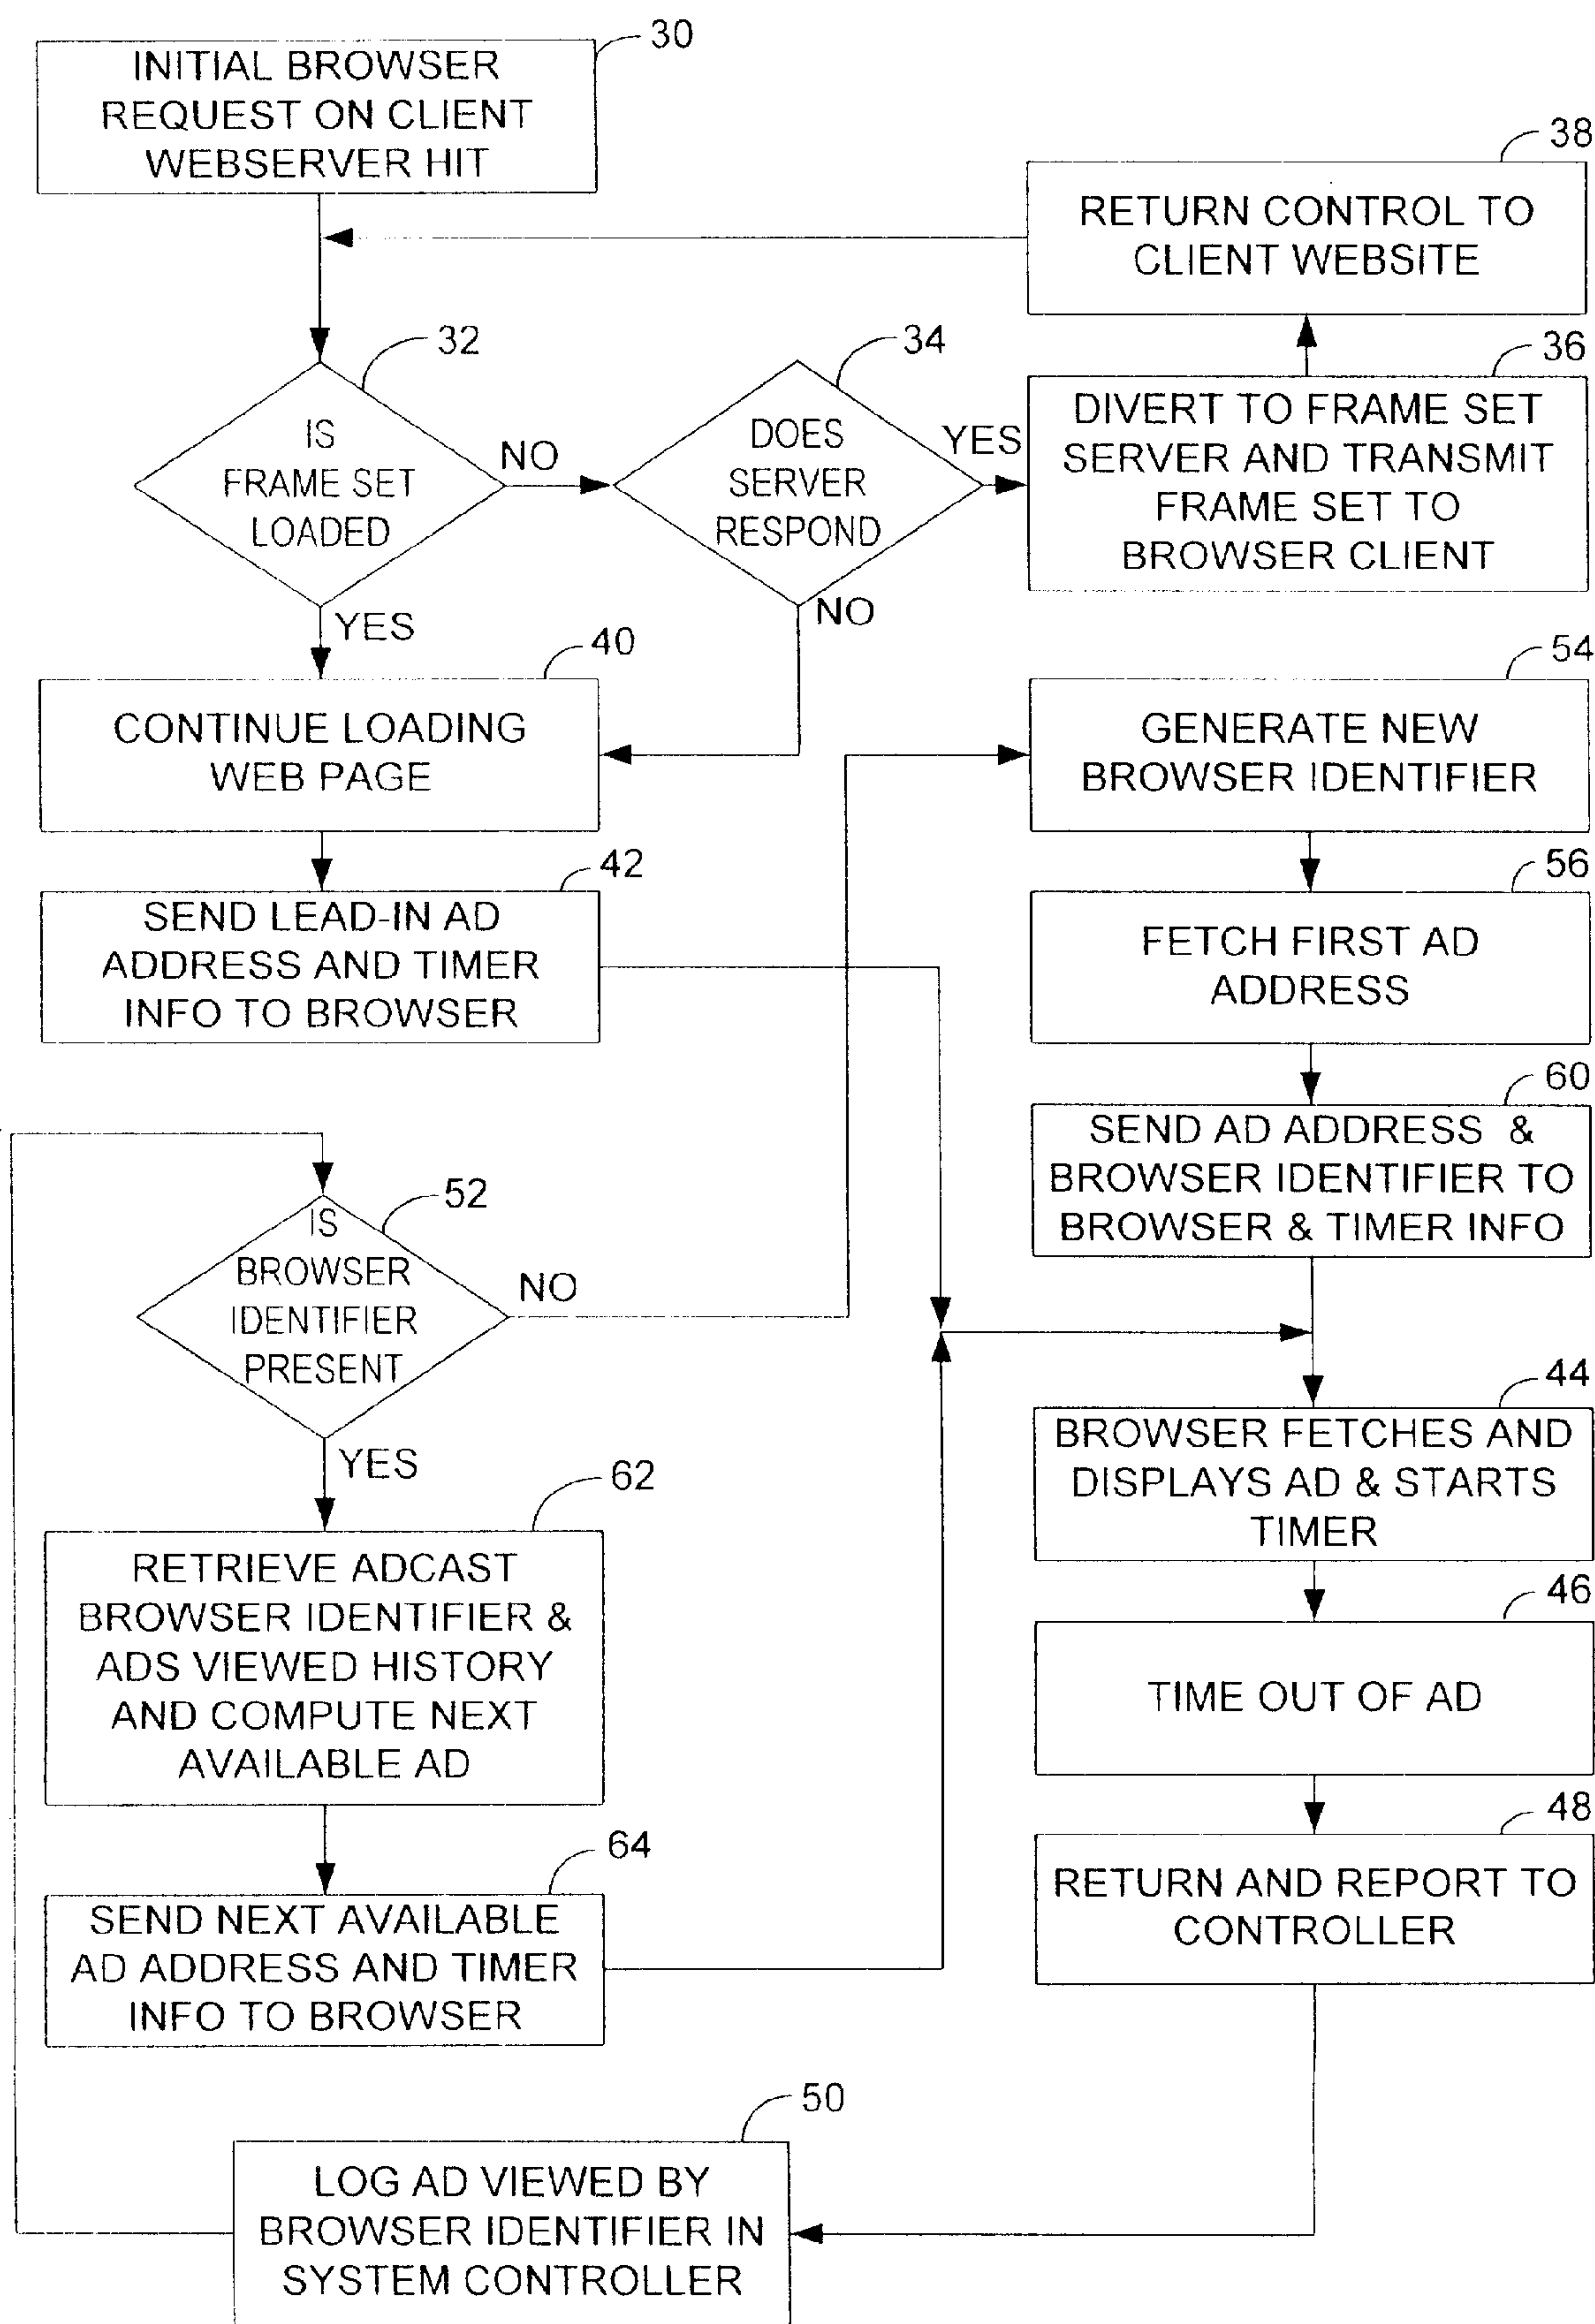 30
INITIAL BROWSER
REQUEST ON CLIENT
WEBSERVER HIT
38
RETURN CONTROL TO
CLIENT WEBSITE
32
IS
FRAME SET
LOADED
NO
YES
34
DOES
SERVER
RESPOND
YES
NO
36
DIVERT TO FRAME SET
SERVER AND TRANSMIT
FRAME SET TO
BROWSER CLIENT
40
CONTINUE LOADING
WEB PAGE
54
GENERATE NEW
BROWSER IDENTIFIER
42
SEND LEAD-IN AD
ADDRESS AND TIMER
INFO TO BROWSER
56
FETCH FIRST AD
ADDRESS
60
SEND AD ADDRESS &
BROWSER IDENTIFIER TO
BROWSER & TIMER INFO
52
IS
BROWSER
IDENTIFIER
PRESENT
NO
YES
44
BROWSER FETCHES AND
DISPLAYS AD & STARTS
TIMER
62
RETRIEVE ADCAST
BROWSER IDENTIFIER &
ADS VIEWED HISTORY
AND COMPUTE NEXT
AVAILABLE AD
46
TIME OUT OF AD
64
SEND NEXT AVAILABLE
AD ADDRESS AND TIMER
INFO TO BROWSER
48
RETURN AND REPORT TO
CONTROLLER
50
LOG AD VIEWED BY
BROWSER IDENTIFIER IN
SYSTEM CONTROLLER